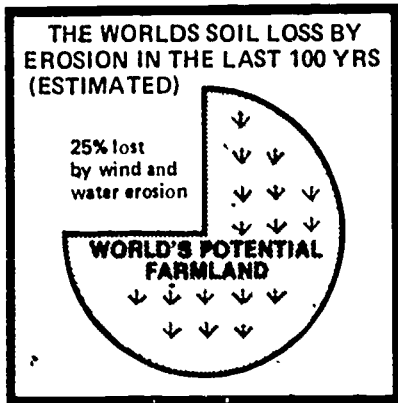 THE WORLDS SOIL LOSS BY
EROSION IN THE LAST 100 YRS
(ESTIMATED)
25% lost
by wind and
water erosion
WORLD'S POTENTIAL
FARMLAND